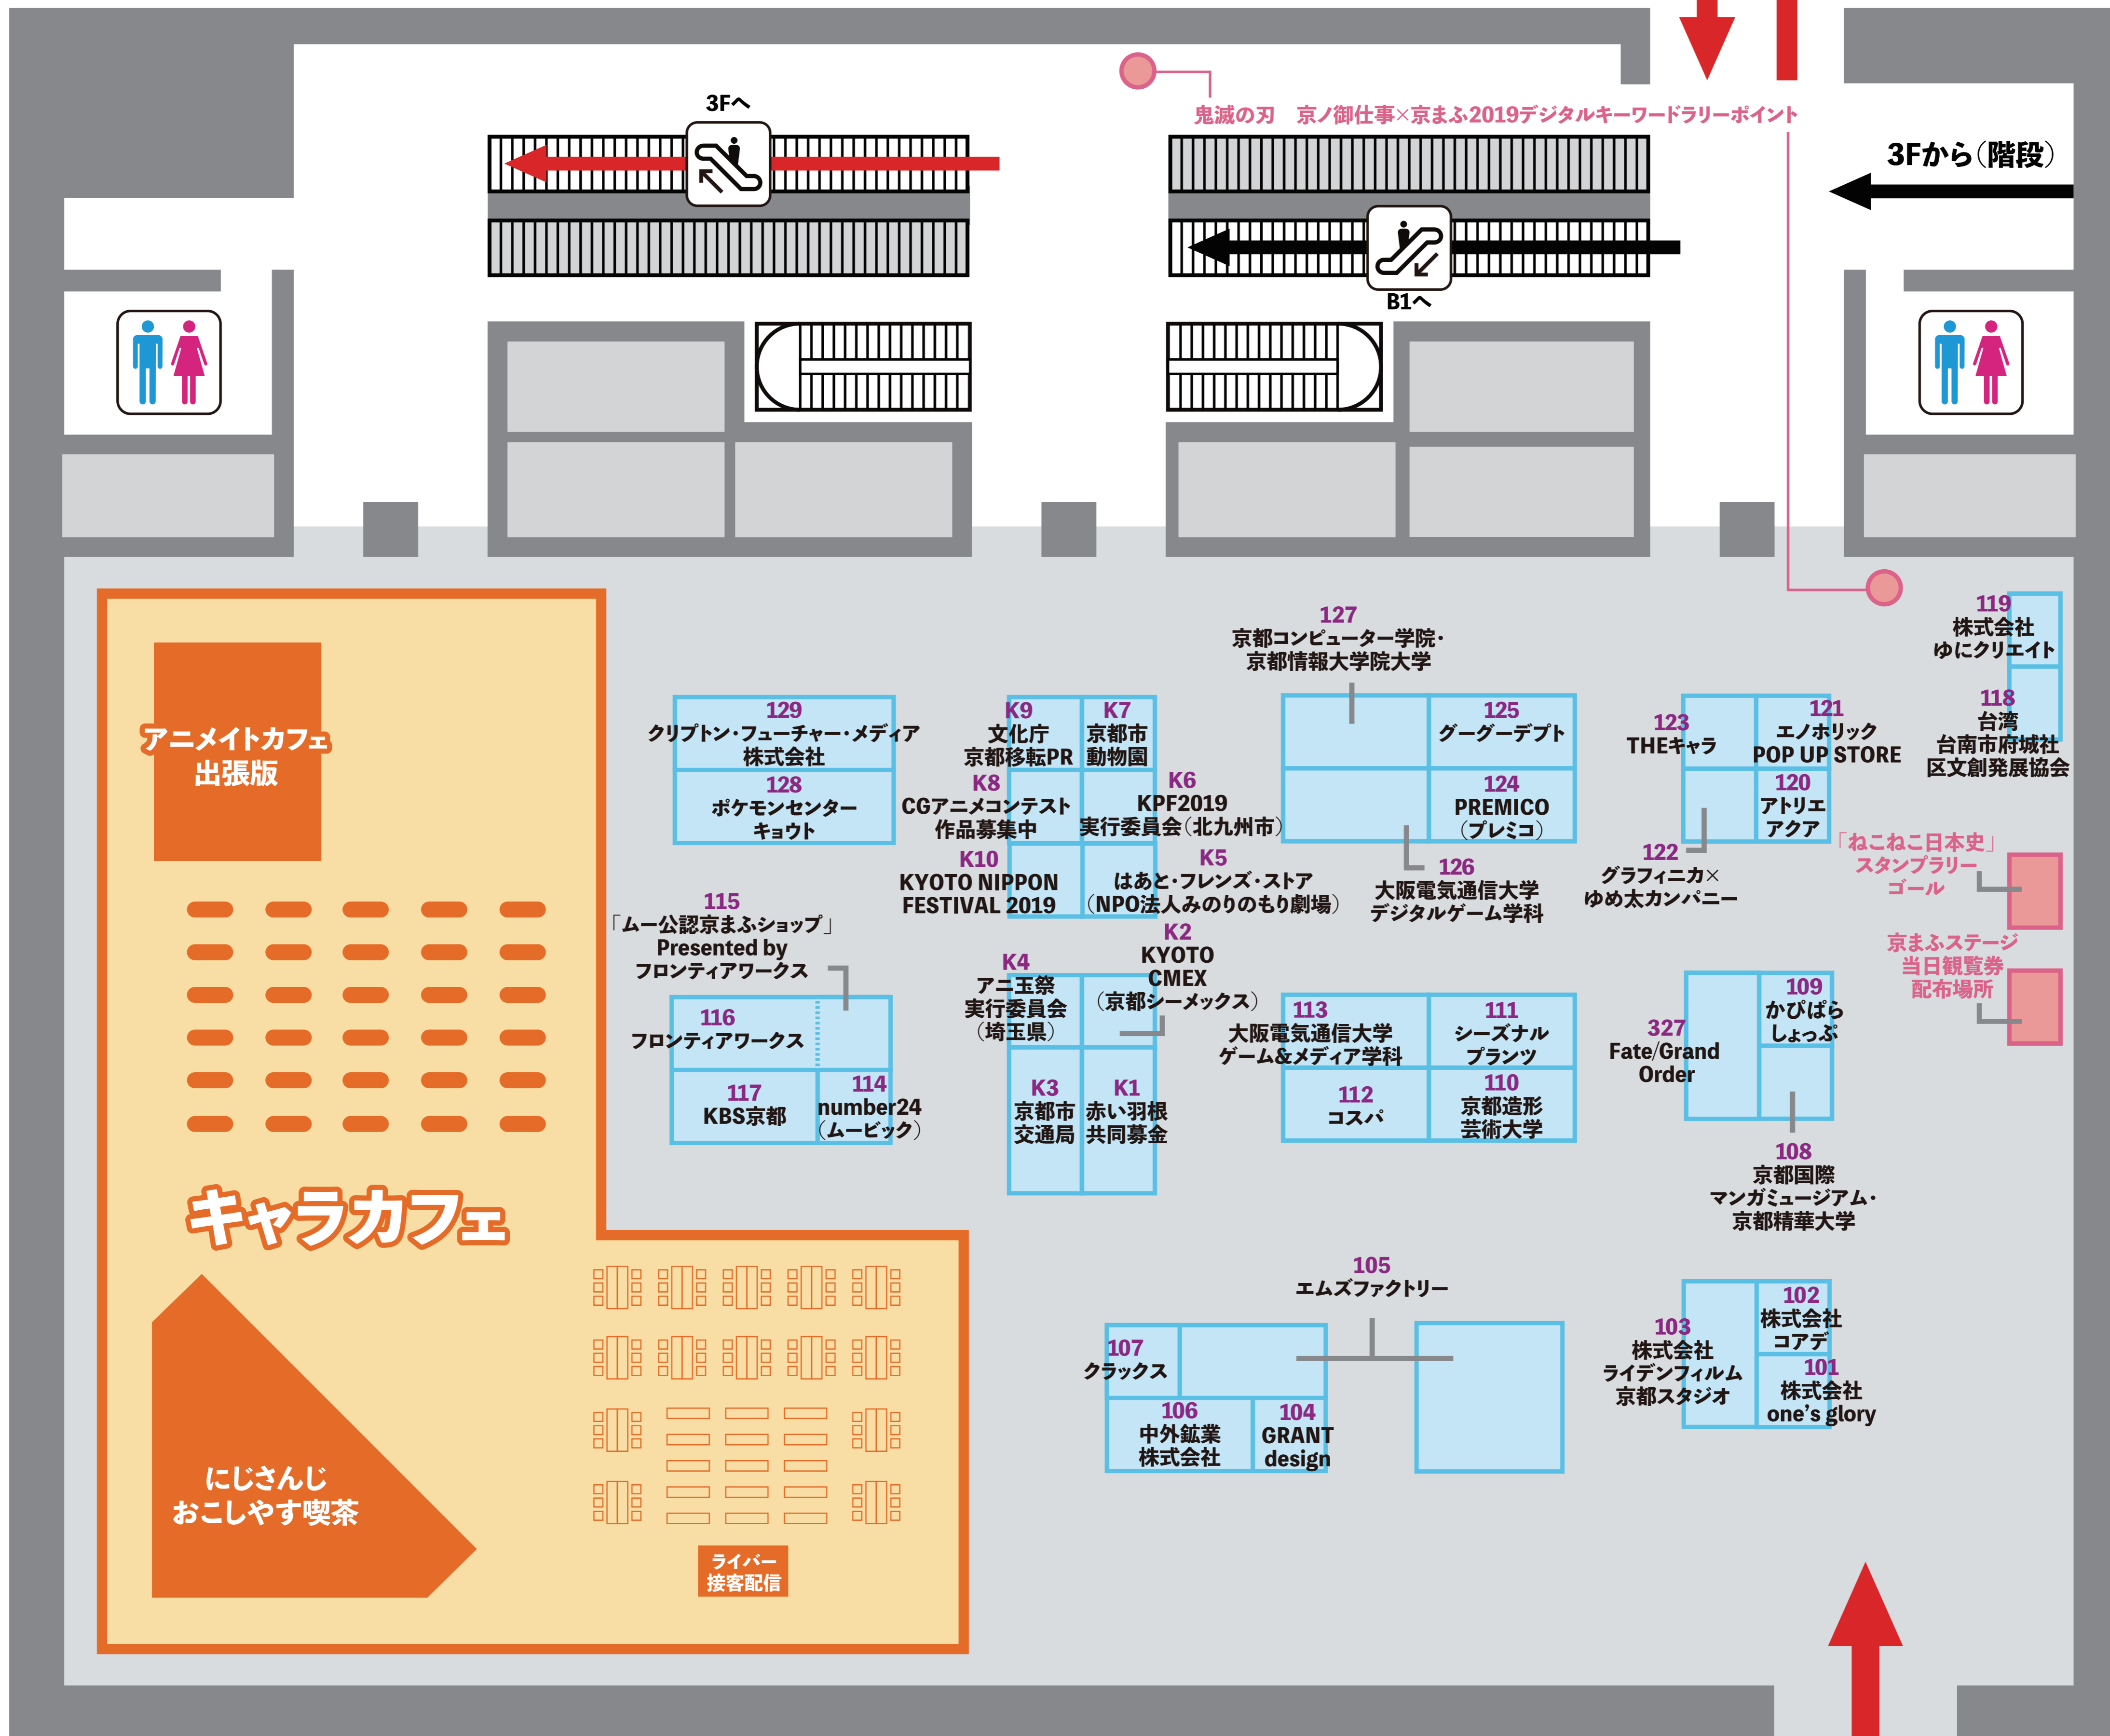 3Fへ
鬼滅の刃　京ノ御仕事×京まふ2019デジタルキーワードラリーポイント
3Fから（階段）
B1へ
アニメイトカフェ
出張版
キャラカフェ
にじさんじ
おこしやす喫茶
ライバー
接客配信
129
クリプトン・フューチャー・メディア
株式会社
128
ポケモンセンター
キョウト
K9
文化庁
京都移転PR
K7
京都市
動物園
K8
CGアニメコンテスト
作品募集中
K6
KPF2019
実行委員会（北九州市）
K10
KYOTO NIPPON
FESTIVAL 2019
K5
はあと・フレンズ・ストア
（NPO法人みのりのもり劇場）
127
京都コンピューター学院・
京都情報大学院大学
125
グーグーデプト
124
PREMICO
（プレミコ）
126
大阪電気通信大学
デジタルゲーム学科
123
THEキャラ
121
エノホリック
POP UP STORE
120
アトリエ
アクア
122
グラフィニカ×
ゆめ太カンパニー
119
株式会社
ゆにクリエイト
118
台湾
台南市府城社
区文創発展協会
「ねこねこ日本史」
スタンプラリー
ゴール
京まふステージ
当日観覧券
配布場所
115
「ムー公認京まふショップ」
Presented by
フロンティアワークス
116
フロンティアワークス
117
KBS京都
114
number24
（ムービック）
K4
アニ玉祭
実行委員会
（埼玉県）
K2
KYOTO
CMEX
（京都シーメックス）
K3
京都市
交通局
K1
赤い羽根
共同募金
113
大阪電気通信大学
ゲーム&メディア学科
111
シーズナル
プランツ
112
コスパ
110
京都造形
芸術大学
327
Fate/Grand
Order
109
かぴばら
しょっぷ
108
京都国際
マンガミュージアム・
京都精華大学
105
エムズファクトリー
107
クラックス
106
中外鉱業
株式会社
104
GRANT
design
103
株式会社
ライデンフィルム
京都スタジオ
102
株式会社
コアデ
101
株式会社
one's glory